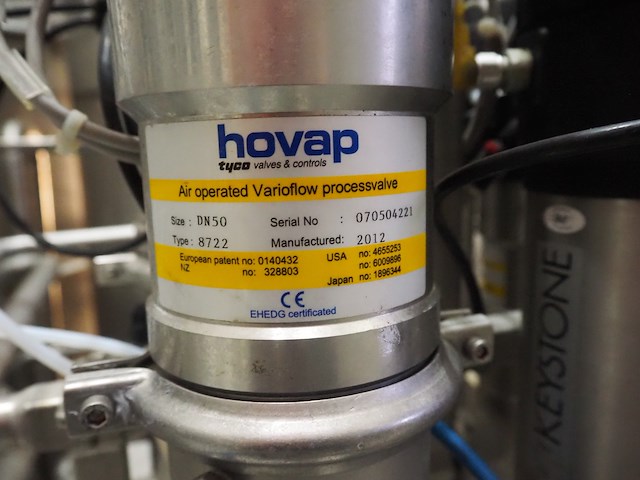 hovap
tyco valves & controls
Air operated Varioflow processvalve
Size : DN50 Serial No : 070504221
Type : 8722 Manufactured: 2012
European patent no: 0140432 USA no: 4655253
NZ no: 328803 no: 6009896
Japan no: 1896344
CE
EHEDG certificated
KEYSTONE